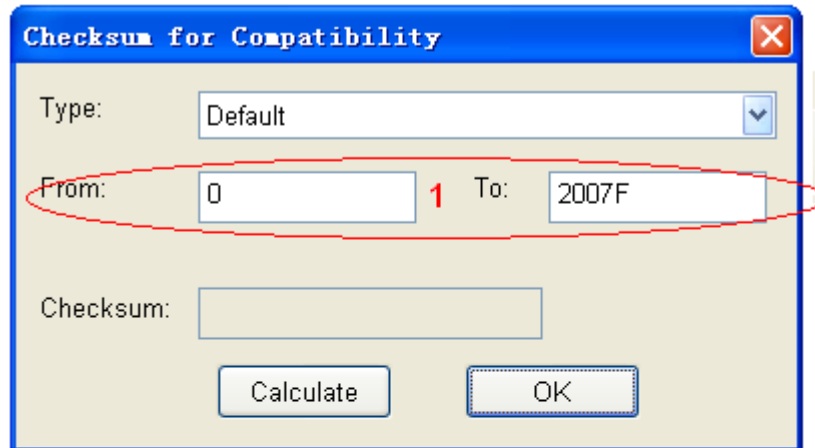 Checksum for Compatibility
Type: Default
From: 0 1 To: 2007F
Checksum:
Calculate OK